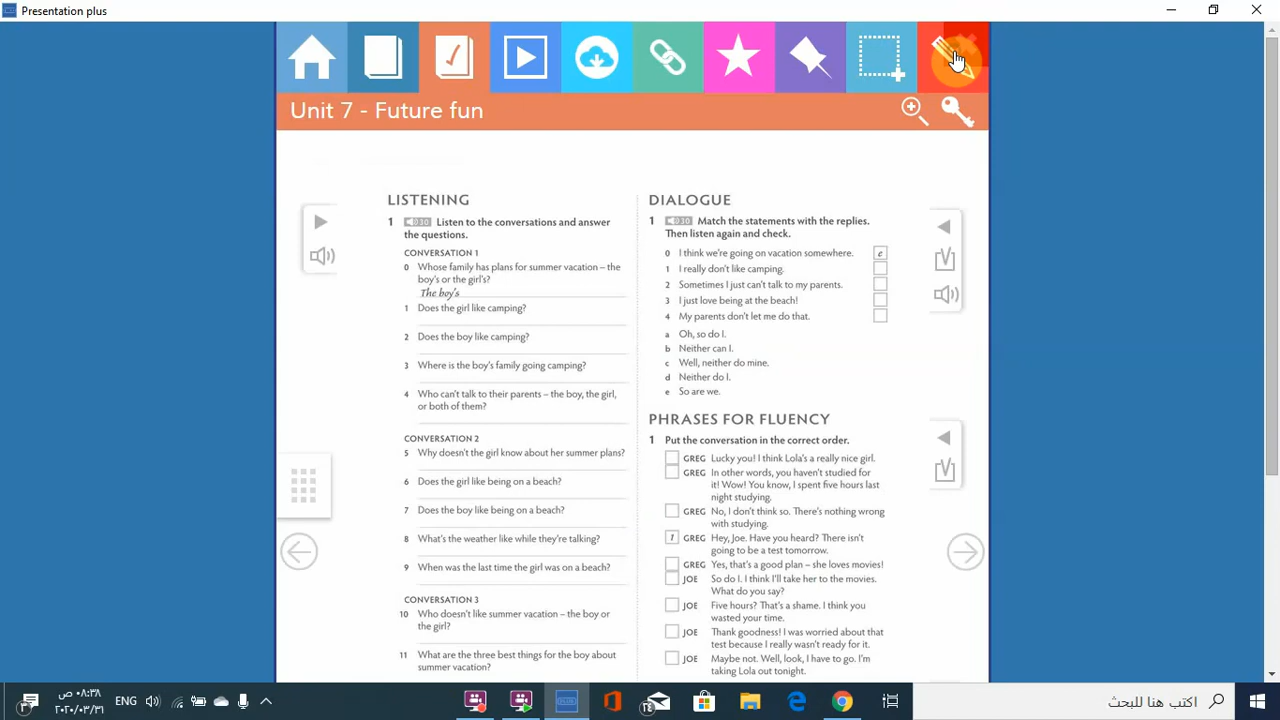 Presentation plus
Unit 7 - Future fun
LISTENING
1 30 Listen to the conversations and answer
the questions.
CONVERSATION 1
0 Whose family has plans for summer vacation – the
boy's or the girl's?
The boy's
1 Does the girl like camping?
2 Does the boy like camping?
3 Where is the boy's family going camping?
4 Who can't talk to their parents – the boy, the girl,
or both of them?
CONVERSATION 2
5 Why doesn't the girl know about her summer plans?
6 Does the girl like being on a beach?
7 Does the boy like being on a beach?
8 What's the weather like while they're talking?
9 When was the last time the girl was on a beach?
CONVERSATION 3
10 Who doesn't like summer vacation – the boy or
the girl?
11 What are the three best things for the boy about
summer vacation?
DIALOGUE
1 30 Match the statements with the replies.
Then listen again and check.
0 I think we're going on vacation somewhere. e
1 I really don't like camping.
2 Sometimes I just can't talk to my parents.
3 I just love being at the beach!
4 My parents don't let me do that.
a Oh, so do I.
b Neither can I.
c Well, neither do mine.
d Neither do I.
e So are we.
PHRASES FOR FLUENCY
1 Put the conversation in the correct order.
GREG Lucky you! I think Lola's a really nice girl.
GREG In other words, you haven't studied for
it! Wow! You know, I spent five hours last
night studying.
GREG No, I don't think so. There's nothing wrong
with studying.
1 GREG Hey, Joe. Have you heard? There isn't
going to be a test tomorrow.
GREG Yes, that's a good plan – she loves movies!
JOE So do I. I think I'll take her to the movies.
What do you say?
JOE Five hours? That's a shame. I think you
wasted your time.
JOE Thank goodness! I was worried about that
test because I really wasn't ready for it.
JOE Maybe not. Well, look, I have to go. I'm
taking Lola out tonight.
٠٨:٣٨ ص
٢٠٢٠/٠٣/٣١
ENG
TE
اكتب هنا للبحث